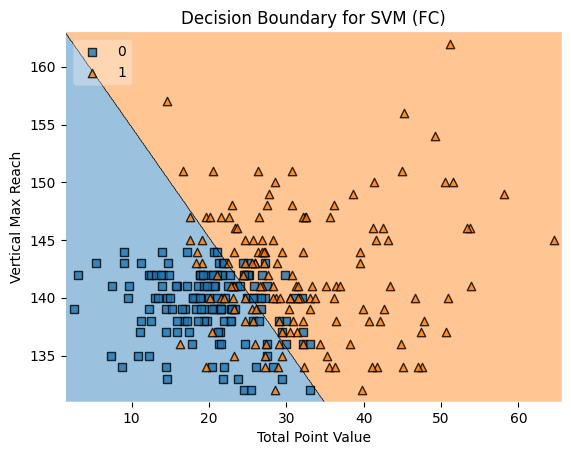 Decision Boundary for SVM (FC)
0
1
160
155
150
145
140
135
Vertical Max Reach
10 20 30 40 50 60
Total Point Value